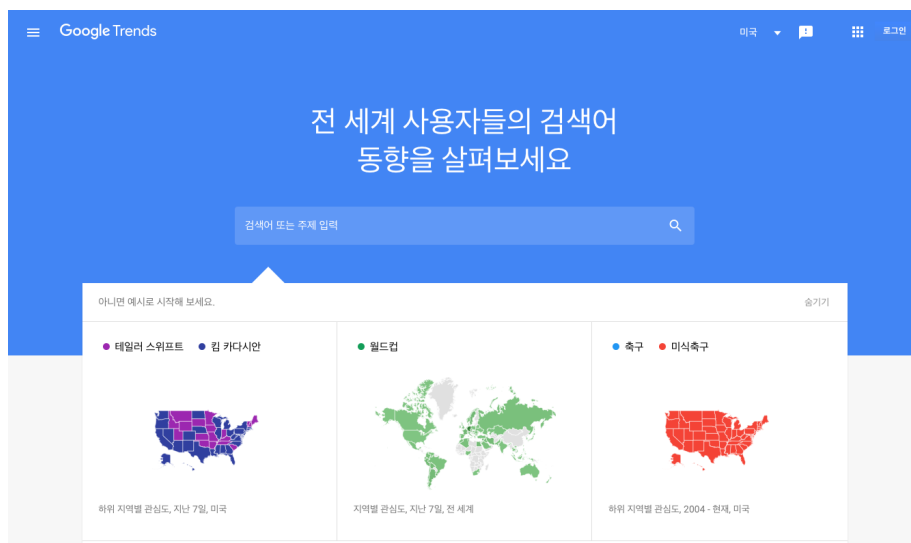 Google Trends
미국
로그인
전 세계 사용자들의 검색어
동향을 살펴보세요
검색어 또는 주제 입력
아니면 예시로 시작해 보세요.
숨기기
테일러 스위프트 킴 카다시안
월드컵
축구 미식축구
하위 지역별 관심도, 지난 7일, 미국
지역별 관심도, 지난 7일, 전 세계
하위 지역별 관심도, 2004 - 현재, 미국